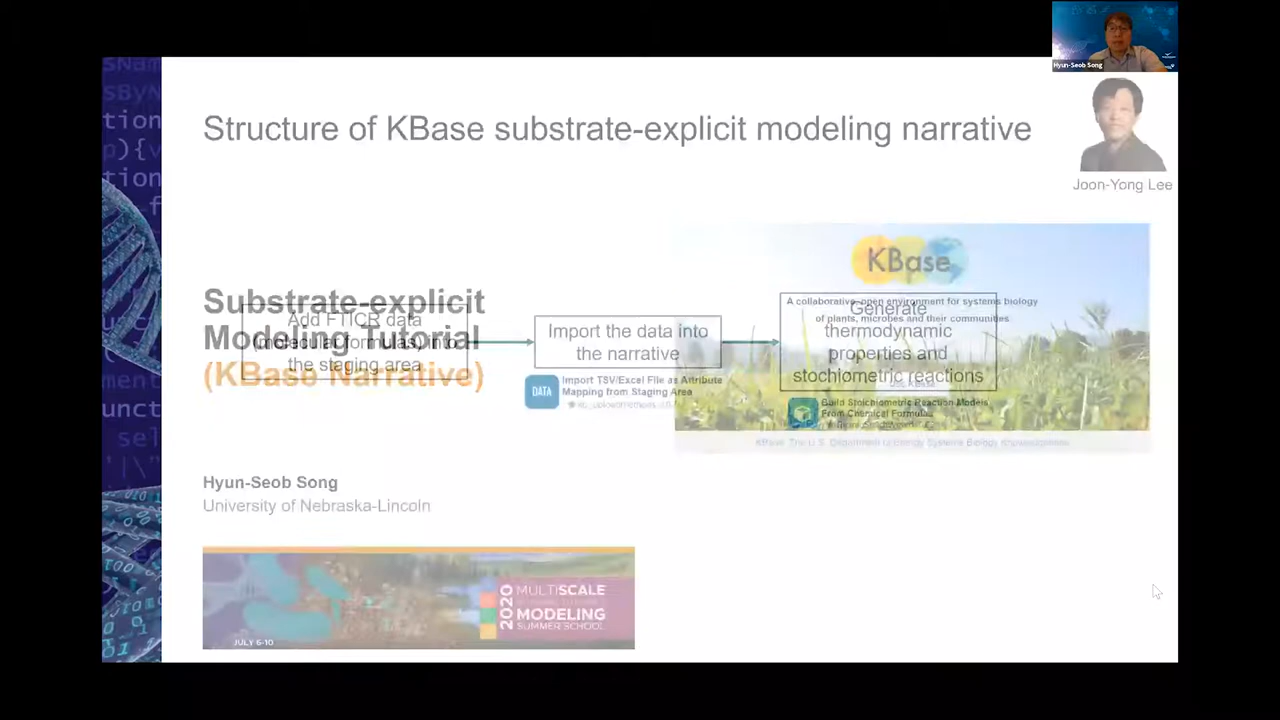 Hyun-Seob Song
Structure of KBase substrate-explicit modeling narrative
Joon-Yong Lee
KBase
A collaborative, open environment for systems biology
of plants, microbes and their communities
Substrate-explicit
Modeling Tutorial
(KBase Narrative)
Add FTICR data
(molecular formulas) into
the staging area
Import the data into
the narrative
DATA
Import TSV/Excel File as Attribute
Mapping from Staging Area
Generate
thermodynamic
properties and
stochiometric reactions
Build Stoichiometric Reaction Models
From Chemical Formulas
Hyun-Seob Song
University of Nebraska-Lincoln
2020 MULTISCALE
MODELING
SUMMER SCHOOL
JULY 6-10